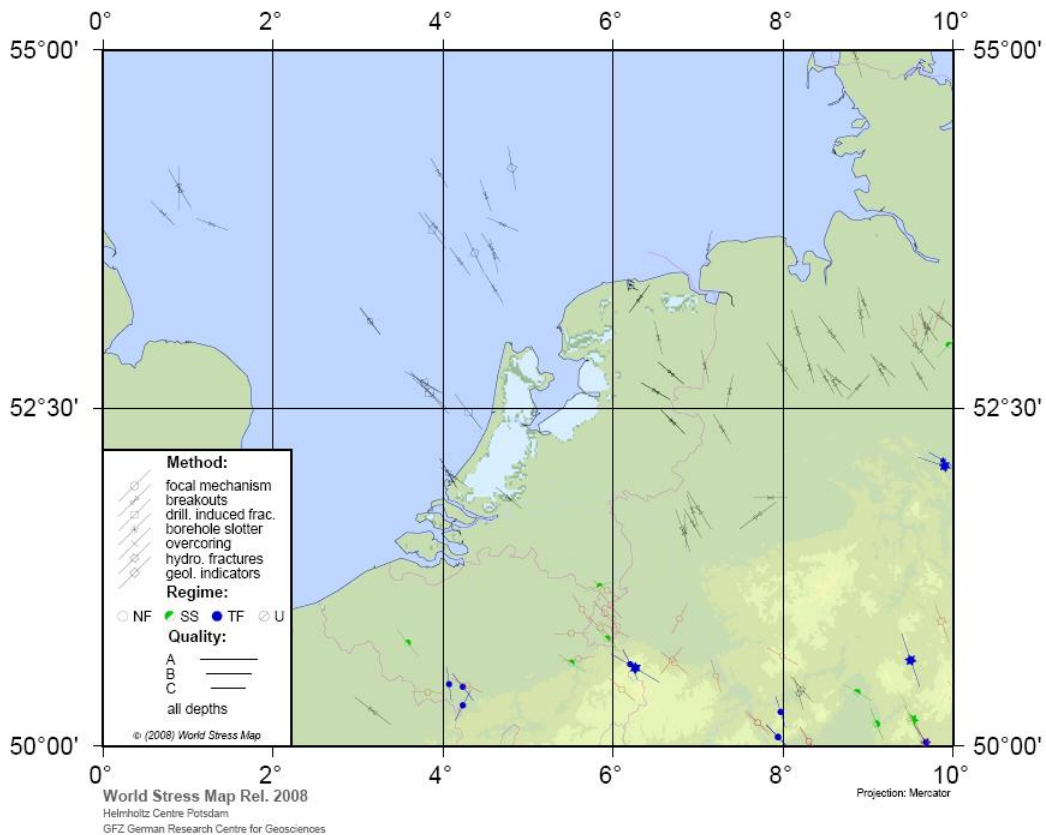 0° 2° 4° 6° 8° 10°
55°00' 55°00'
52°30' 52°30'
Method:
focal mechanism
breakouts
drill. induced frac.
borehole slotter
overcoring
hydro. fractures
geol. indicators
Regime:
NF SS TF U
Quality:
A
B
C
all depths
© (2008) World Stress Map
50°00' 50°00'
0° 2° 4° 6° 8° 10°
World Stress Map Rel. 2008 Projection: Mercator
Helmholtz Centre Potsdam
GFZ German Research Centre for Geosciences